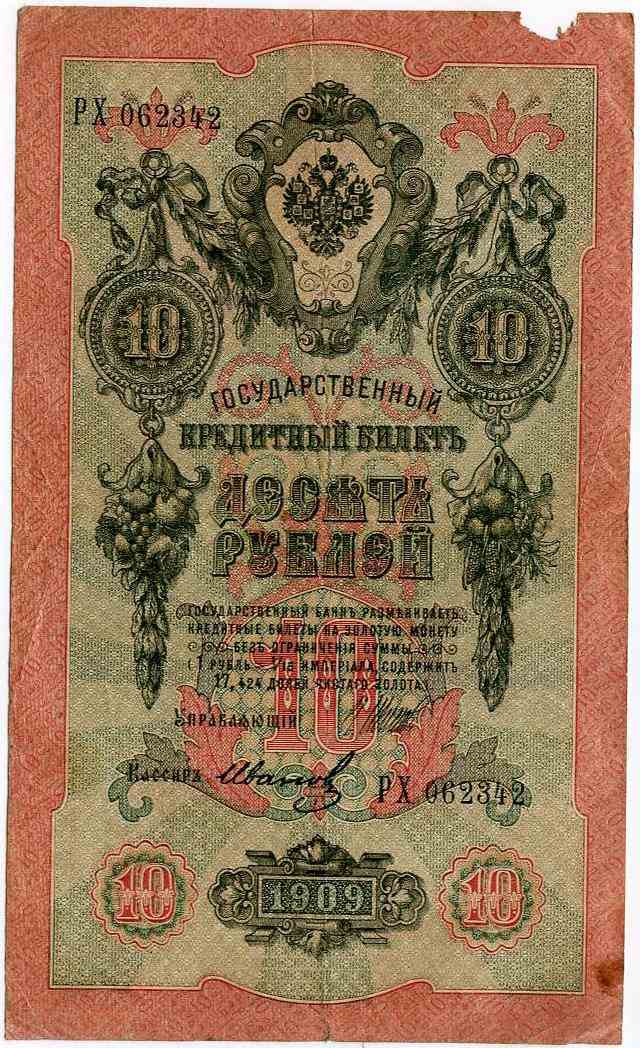 РХ 062342
10 10
ГОСУДАРСТВЕННЫЙ
КРЕДИТНЫЙ БИЛЕТЪ
ДЕСЯТЬ
РУБЛЕЙ
ГОСУДАРСТВЕННЫЙ БАНКЪ РАЗМѢНИВАЕТЪ
КРЕДИТНЫЕ БИЛЕТЫ НА ЗОЛОТУЮ МОНЕТУ
БЕЗЪ ОГРАНИЧЕНІЯ СУММЫ
(1 РУБЛЬ = 1/15 ИМПЕРІАЛА, СОДЕРЖИТЪ
17,424 ДОЛЕЙ ЧИСТАГО ЗОЛОТА)
10
УПРАВЛЯЮЩІЙ
КАССИРЪ Иванов
РХ 062342
10 1909 10